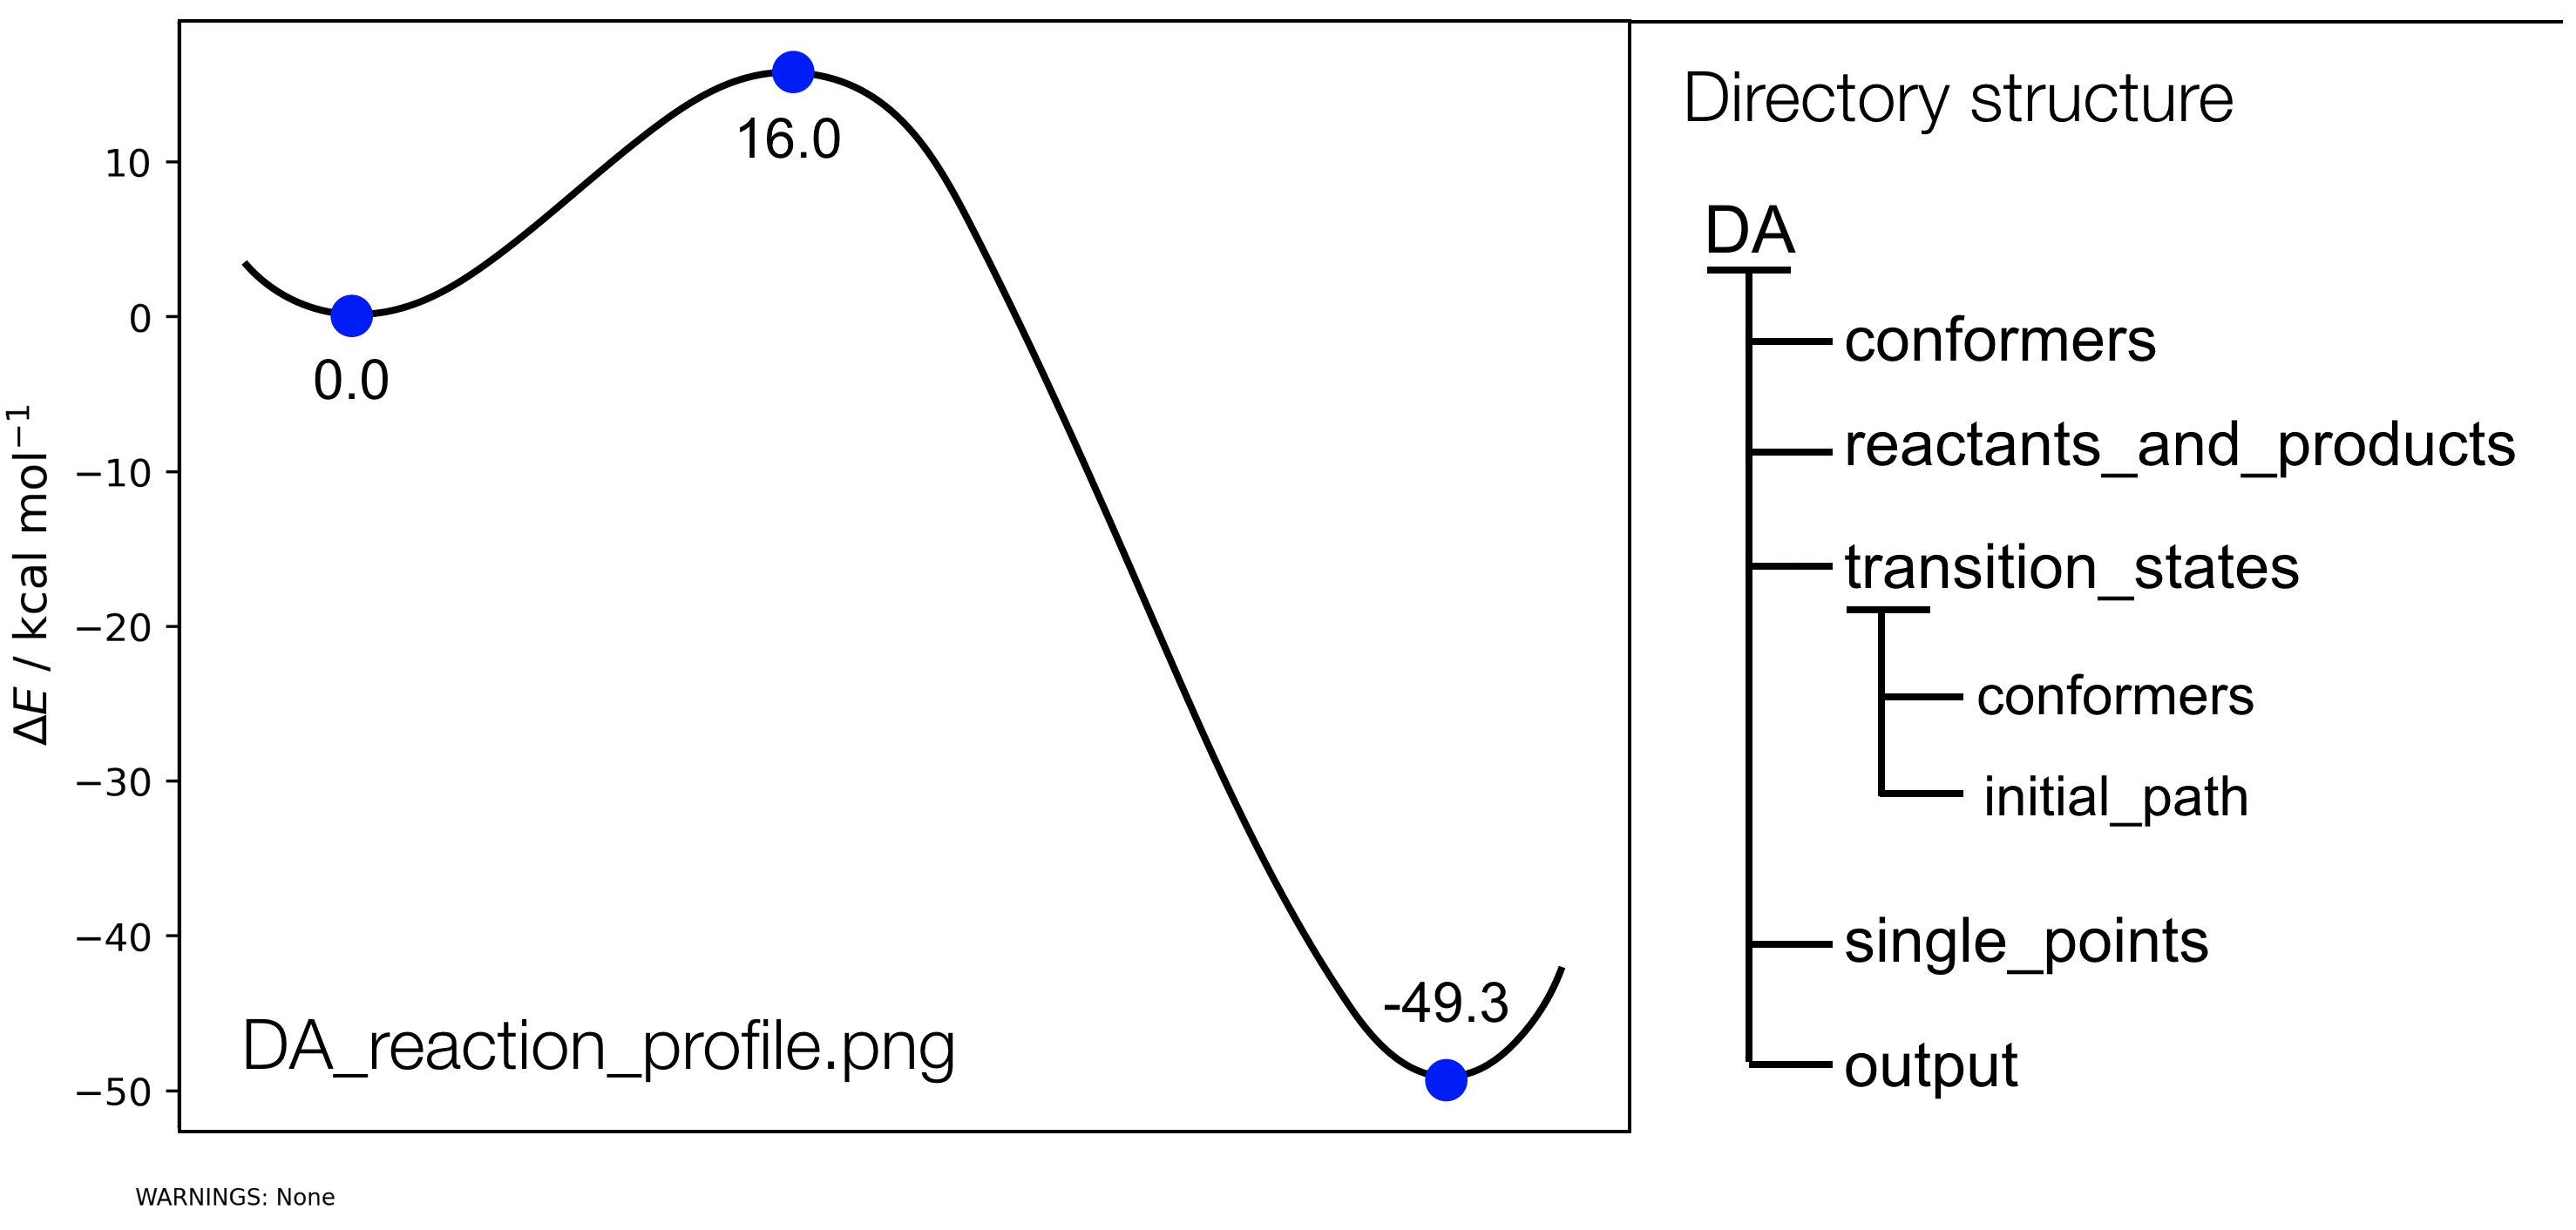 10
0
−10
−20
−30
−40
−50
ΔE / kcal mol−1
0.0
16.0
-49.3
DA_reaction_profile.png
WARNINGS: None
Directory structure
DA
conformers
reactants_and_products
transition_states
conformers
initial_path
single_points
output